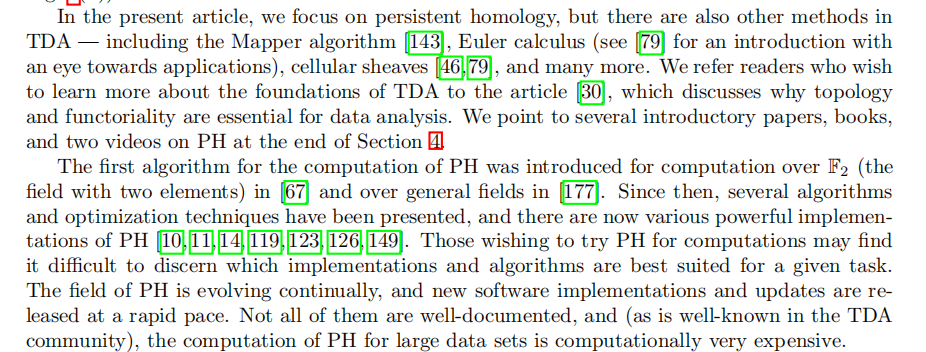 In the present article, we focus on persistent homology, but there are also other methods in
TDA — including the Mapper algorithm [143], Euler calculus (see [79] for an introduction with
an eye towards applications), cellular sheaves [46,79], and many more. We refer readers who wish
to learn more about the foundations of TDA to the article [30], which discusses why topology
and functoriality are essential for data analysis. We point to several introductory papers, books,
and two videos on PH at the end of Section 4.
The first algorithm for the computation of PH was introduced for computation over 𝔽₂ (the
field with two elements) in [67] and over general fields in [177]. Since then, several algorithms
and optimization techniques have been presented, and there are now various powerful implemen-
tations of PH [10,11,14,119,123,126,149]. Those wishing to try PH for computations may find
it difficult to discern which implementations and algorithms are best suited for a given task.
The field of PH is evolving continually, and new software implementations and updates are re-
leased at a rapid pace. Not all of them are well-documented, and (as is well-known in the TDA
community), the computation of PH for large data sets is computationally very expensive.